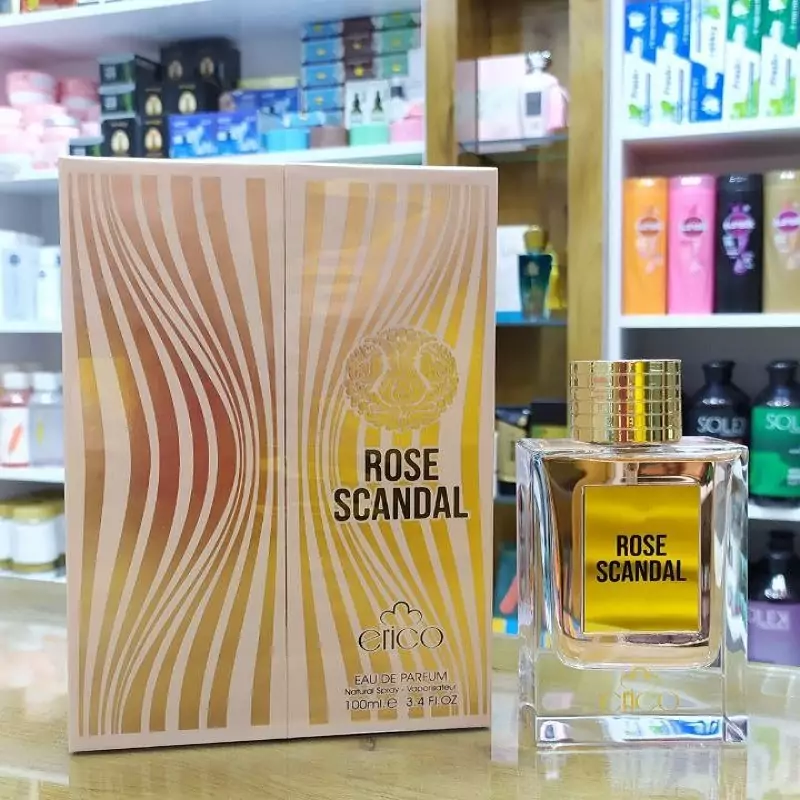 ROSE
SCANDAL
erico
EAU DE PARFUM
Natural Spray - Vaporisateur
100ml.e 3.4 Fl.OZ
ROSE
SCANDAL
erico
SOLEX
SOLEX